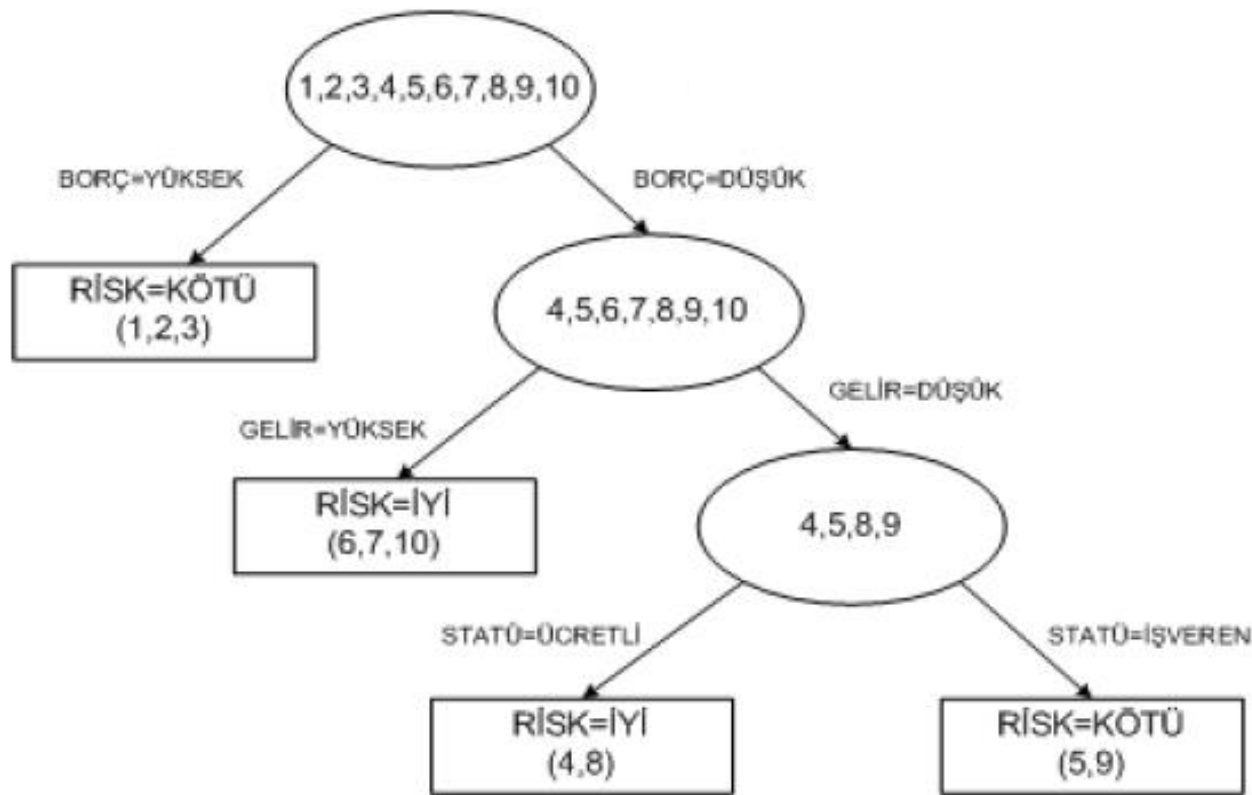 1,2,3,4,5,6,7,8,9,10
BORÇ=YÜKSEK
BORÇ=DÜŞÜK
RİSK=KÖTÜ
(1,2,3)
4,5,6,7,8,9,10
GELİR=YÜKSEK
GELİR=DÜŞÜK
RİSK=İYİ
(6,7,10)
4,5,8,9
STATÜ=ÜCRETLİ
STATÜ=İŞVEREN
RİSK=İYİ
(4,8)
RİSK=KÖTÜ
(5,9)